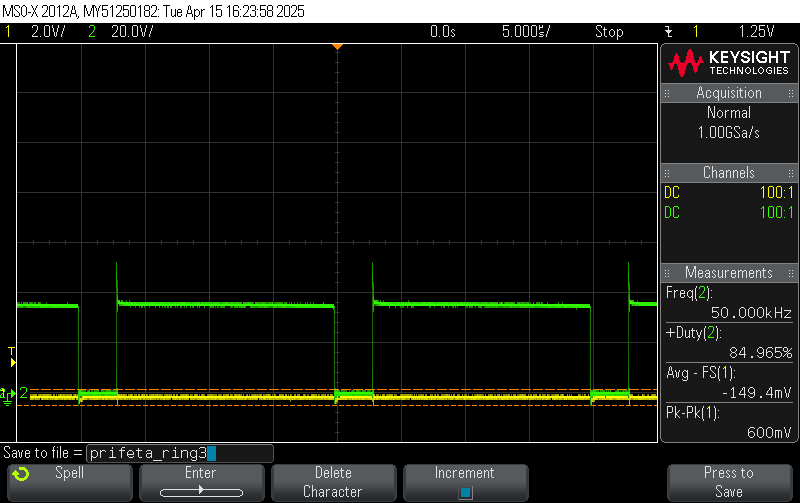 MSO-X 2012A, MY51250182: Tue Apr 15 16:23:58 2025
1 2.0V/ 2 20.0V/ 0.0s 5.000us/ Stop 1 1.25V
KEYSIGHT
TECHNOLOGIES
Acquisition
Normal
1.00GSa/s
Channels
DC 100:1
DC 100:1
Measurements
Freq(2):
50.000kHz
+Duty(2):
84.965%
Avg - FS(1):
-149.4mV
Pk-Pk(1):
600mV
T
2
Save to file = prifeta_ring3
Spell
Enter
Delete
Character
Increment
Press to
Save